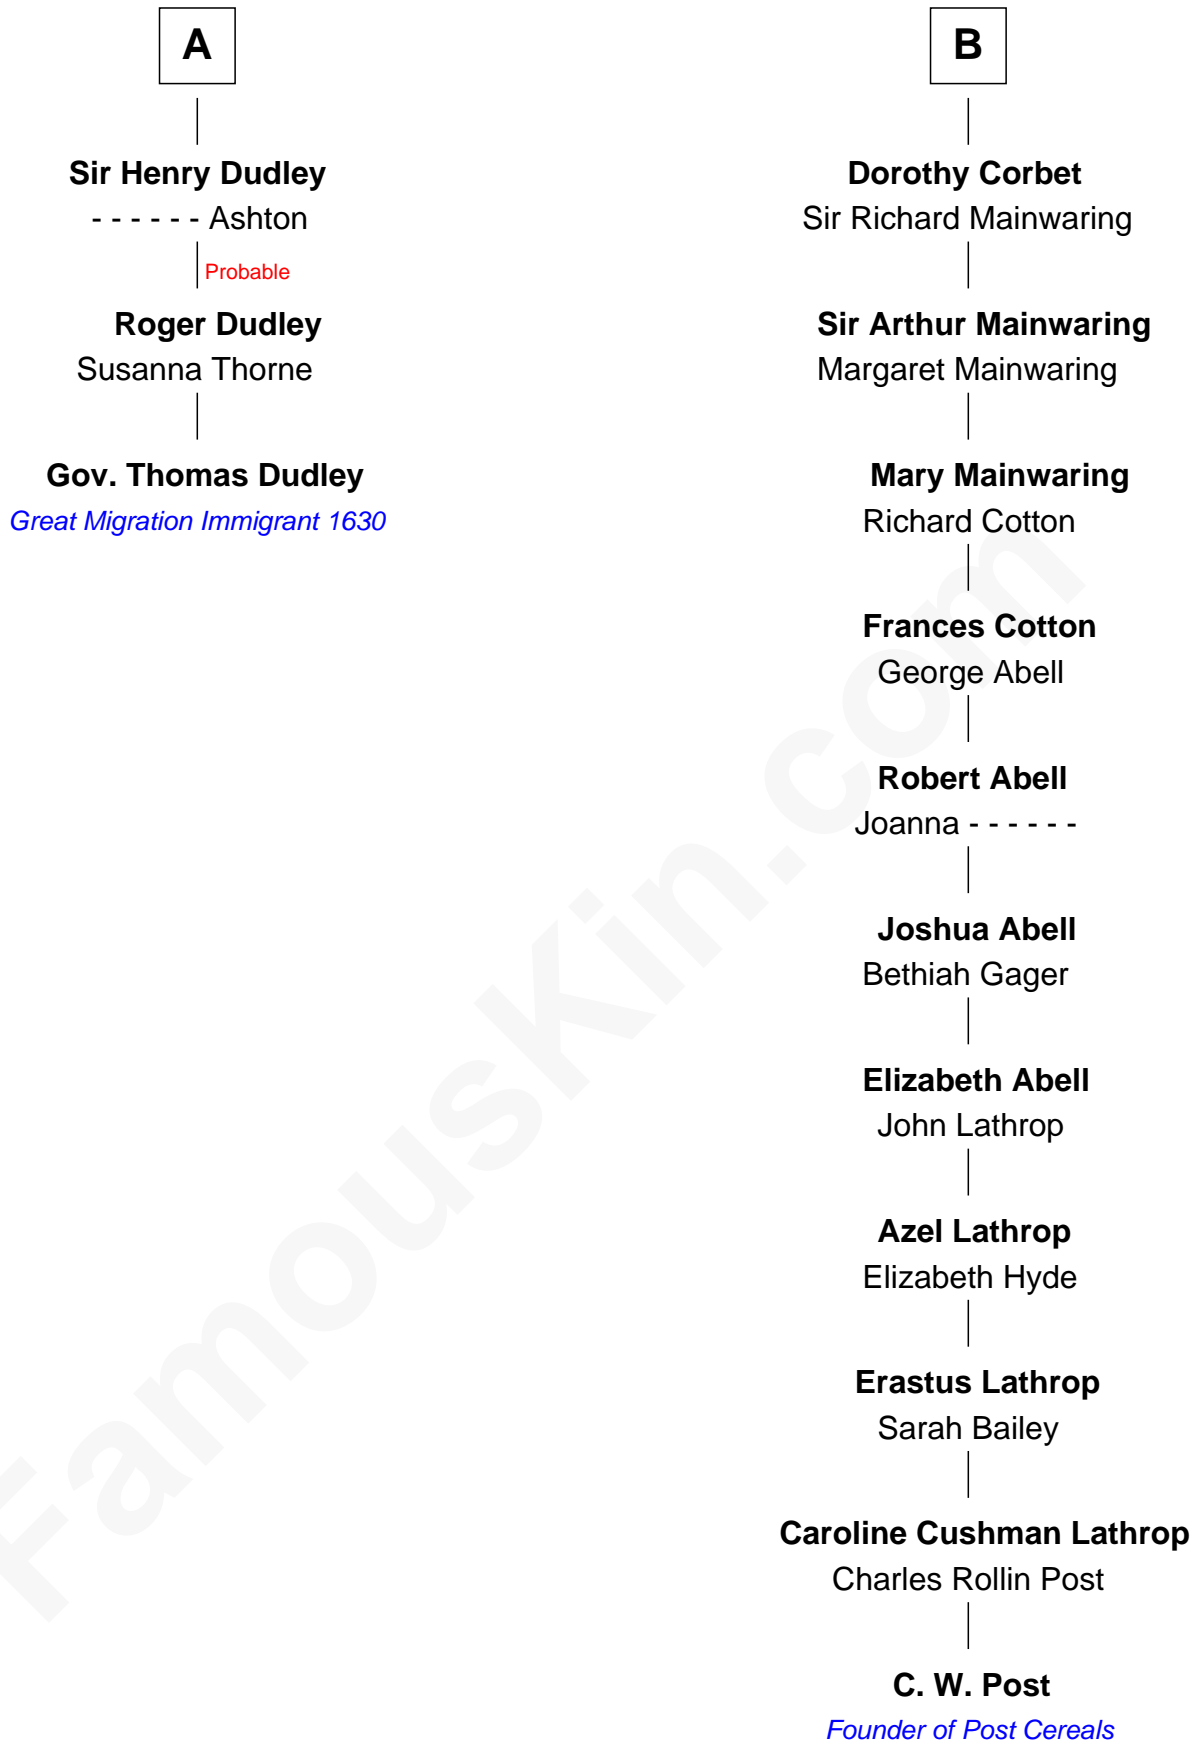 A
Sir Henry Dudley
- - - - - - Ashton
Probable
Roger Dudley
Susanna Thorne
Gov. Thomas Dudley
Great Migration Immigrant 1630
B
Dorothy Corbet
Sir Richard Mainwaring
Sir Arthur Mainwaring
Margaret Mainwaring
Mary Mainwaring
Richard Cotton
Frances Cotton
George Abell
Robert Abell
Joanna - - - - - -
Joshua Abell
Bethiah Gager
Elizabeth Abell
John Lathrop
Azel Lathrop
Elizabeth Hyde
Erastus Lathrop
Sarah Bailey
Caroline Cushman Lathrop
Charles Rollin Post
C. W. Post
Founder of Post Cereals
FamousKin.com